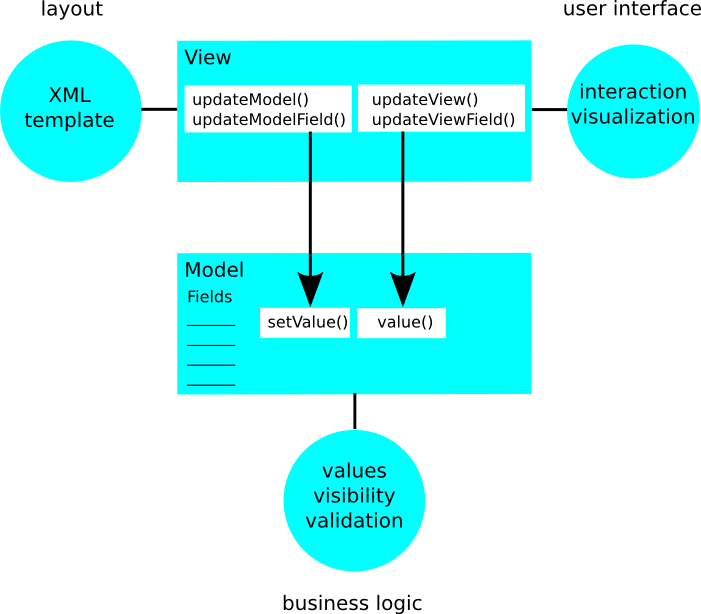 layout
user interface
View
XML
template
updateModel()
updateModelField()
updateView()
updateViewField()
interaction
visualization
Model
Fields
setValue()
value()
values
visibility
validation
business logic